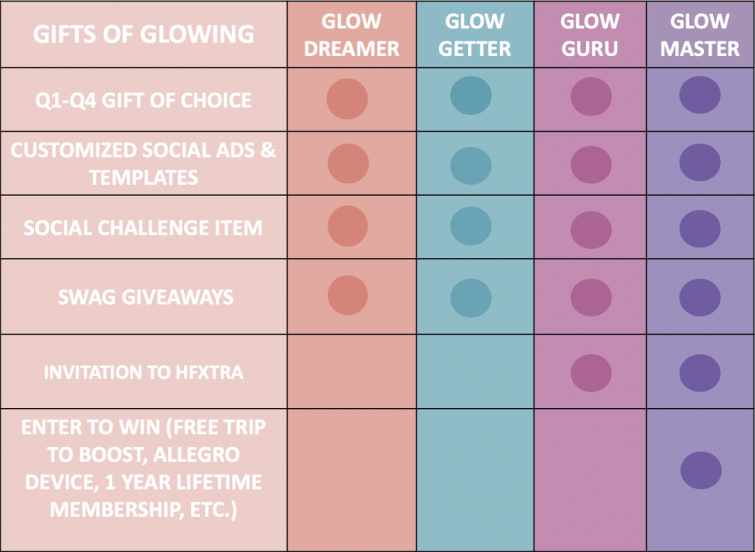 GIFTS OF GLOWING
GLOW
DREAMER
GLOW
GETTER
GLOW
GURU
GLOW
MASTER
Q1-Q4 GIFT OF CHOICE
CUSTOMIZED SOCIAL ADS &
TEMPLATES
SOCIAL CHALLENGE ITEM
SWAG GIVEAWAYS
INVITATION TO HFXTRA
ENTER TO WIN (FREE TRIP
TO BOOST, ALLEGRO
DEVICE, 1 YEAR LIFETIME
MEMBERSHIP, ETC.)